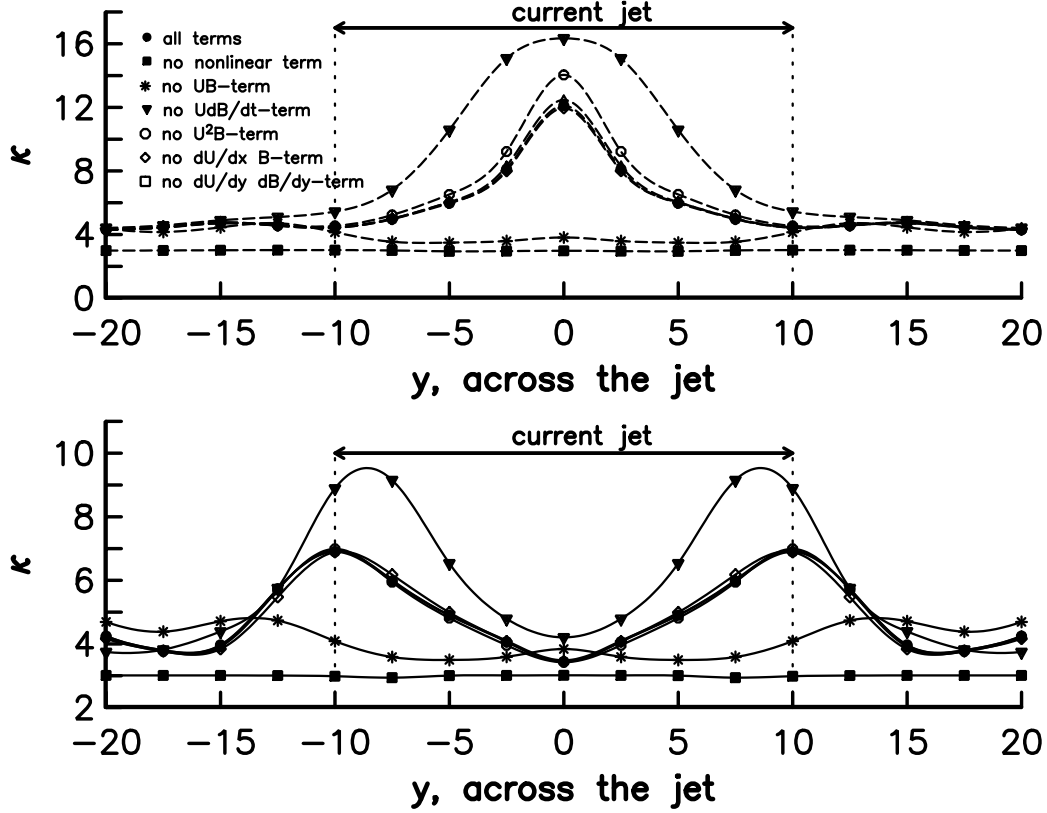 current jet
16
12
8
4
0
κ
all terms
no nonlinear term
no UB−term
no UdB/dt−term
no U²B−term
no dU/dx B−term
no dU/dy dB/dy−term
−20 −15 −10 −5 0 5 10 15 20
y, across the jet
current jet
10
8
6
4
2
κ
−20 −15 −10 −5 0 5 10 15 20
y, across the jet